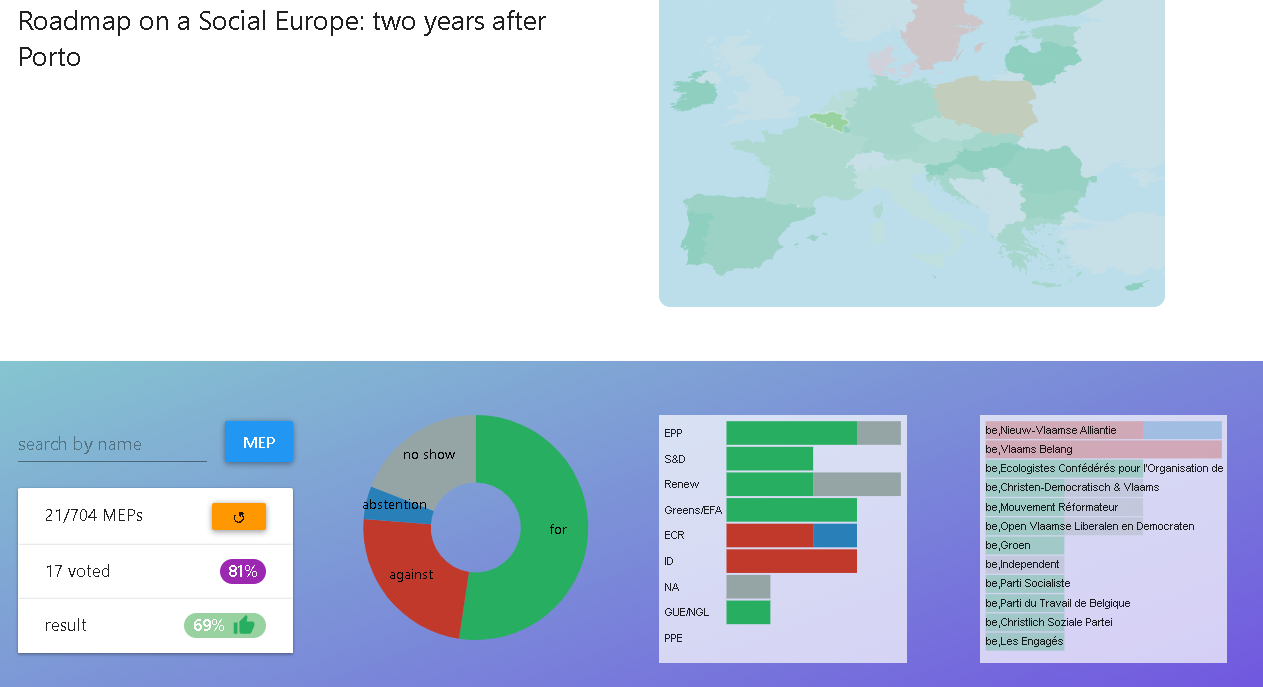 Roadmap on a Social Europe: two years after
Porto
search by name
MEP
21/704 MEPs
17 voted
81%
result
69%
no show
abstention
for
against
EPP
S&D
Renew
Greens/EFA
ECR
ID
NA
GUE/NGL
PPE
be,Nieuw-Vlaamse Alliantie
be,Vlaams Belang
be,Ecologistes Confédérés pour l'Organisation de
be,Christen-Democratisch & Vlaams
be,Mouvement Réformateur
be,Open Vlaamse Liberalen en Democraten
be,Groen
be,Independent
be,Parti Socialiste
be,Parti du Travail de Belgique
be,Christlich Soziale Partei
be,Les Engagés